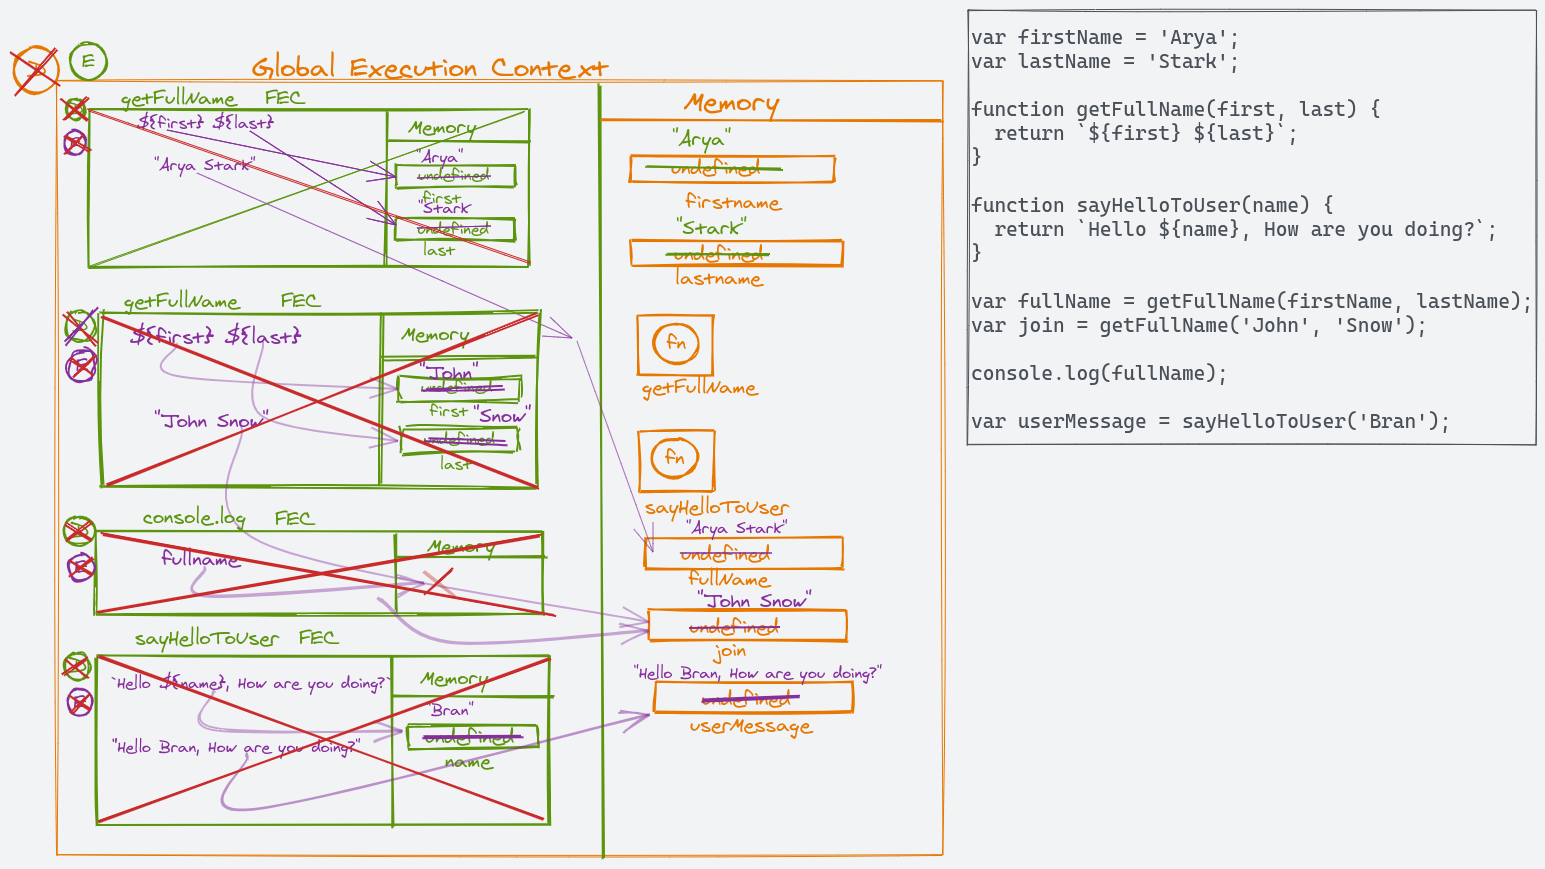 E
Global Execution Context
getFullName FEC
${first} ${last}
"Arya Stark"
Memory
"Arya"
undefined
first
"Stark
undefined
last
getFullName FEC
${first} ${last}
"John Snow"
Memory
"John"
undefined
first "Snow"
undefined
last
console.log FEC
fullname
Memory
sayHelloToUser FEC
`Hello ${name}, How are you doing?`
"Hello Bran, How are you doing?"
Memory
"Bran"
undefined
name
Memory
"Arya"
undefined
firstname
"Stark"
undefined
lastname
fn
getFullName
fn
sayHelloToUser
"Arya Stark"
undefined
fullName
"John Snow"
undefined
join
"Hello Bran, How are you doing?"
undefined
userMessage
var firstName = 'Arya';
var lastName = 'Stark';
function getFullName(first, last) {
return `${first} ${last}`;
}
function sayHelloToUser(name) {
return `Hello ${name}, How are you doing?`;
}
var fullName = getFullName(firstName, lastName);
var join = getFullName('John', 'Snow');
console.log(fullName);
var userMessage = sayHelloToUser('Bran');